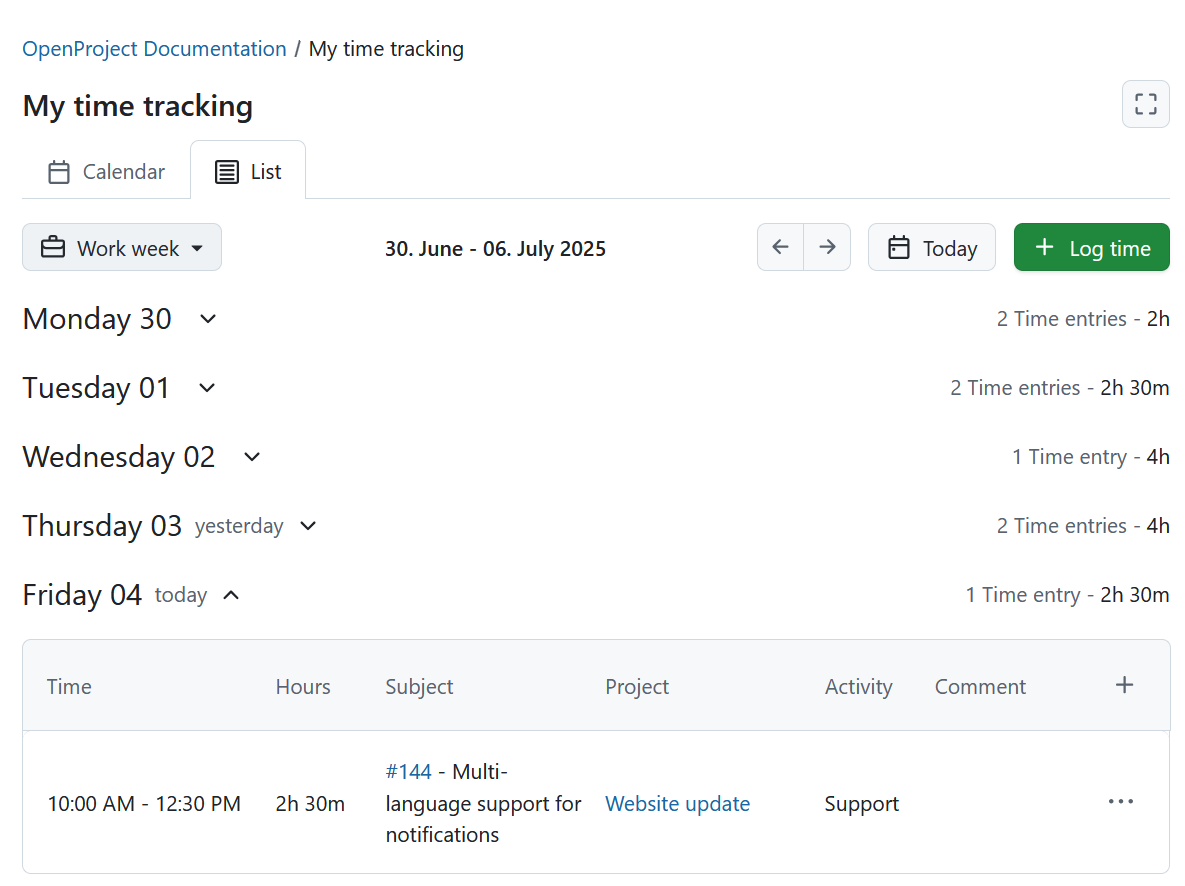 OpenProject Documentation / My time tracking
My time tracking
Calendar
List
Work week
30. June - 06. July 2025
Today
+ Log time
Monday 30
2 Time entries - 2h
Tuesday 01
2 Time entries - 2h 30m
Wednesday 02
1 Time entry - 4h
Thursday 03 yesterday
2 Time entries - 4h
Friday 04 today
1 Time entry - 2h 30m
Time Hours Subject Project Activity Comment +
#144 - Multi-
10:00 AM - 12:30 PM 2h 30m language support for Website update Support ...
notifications